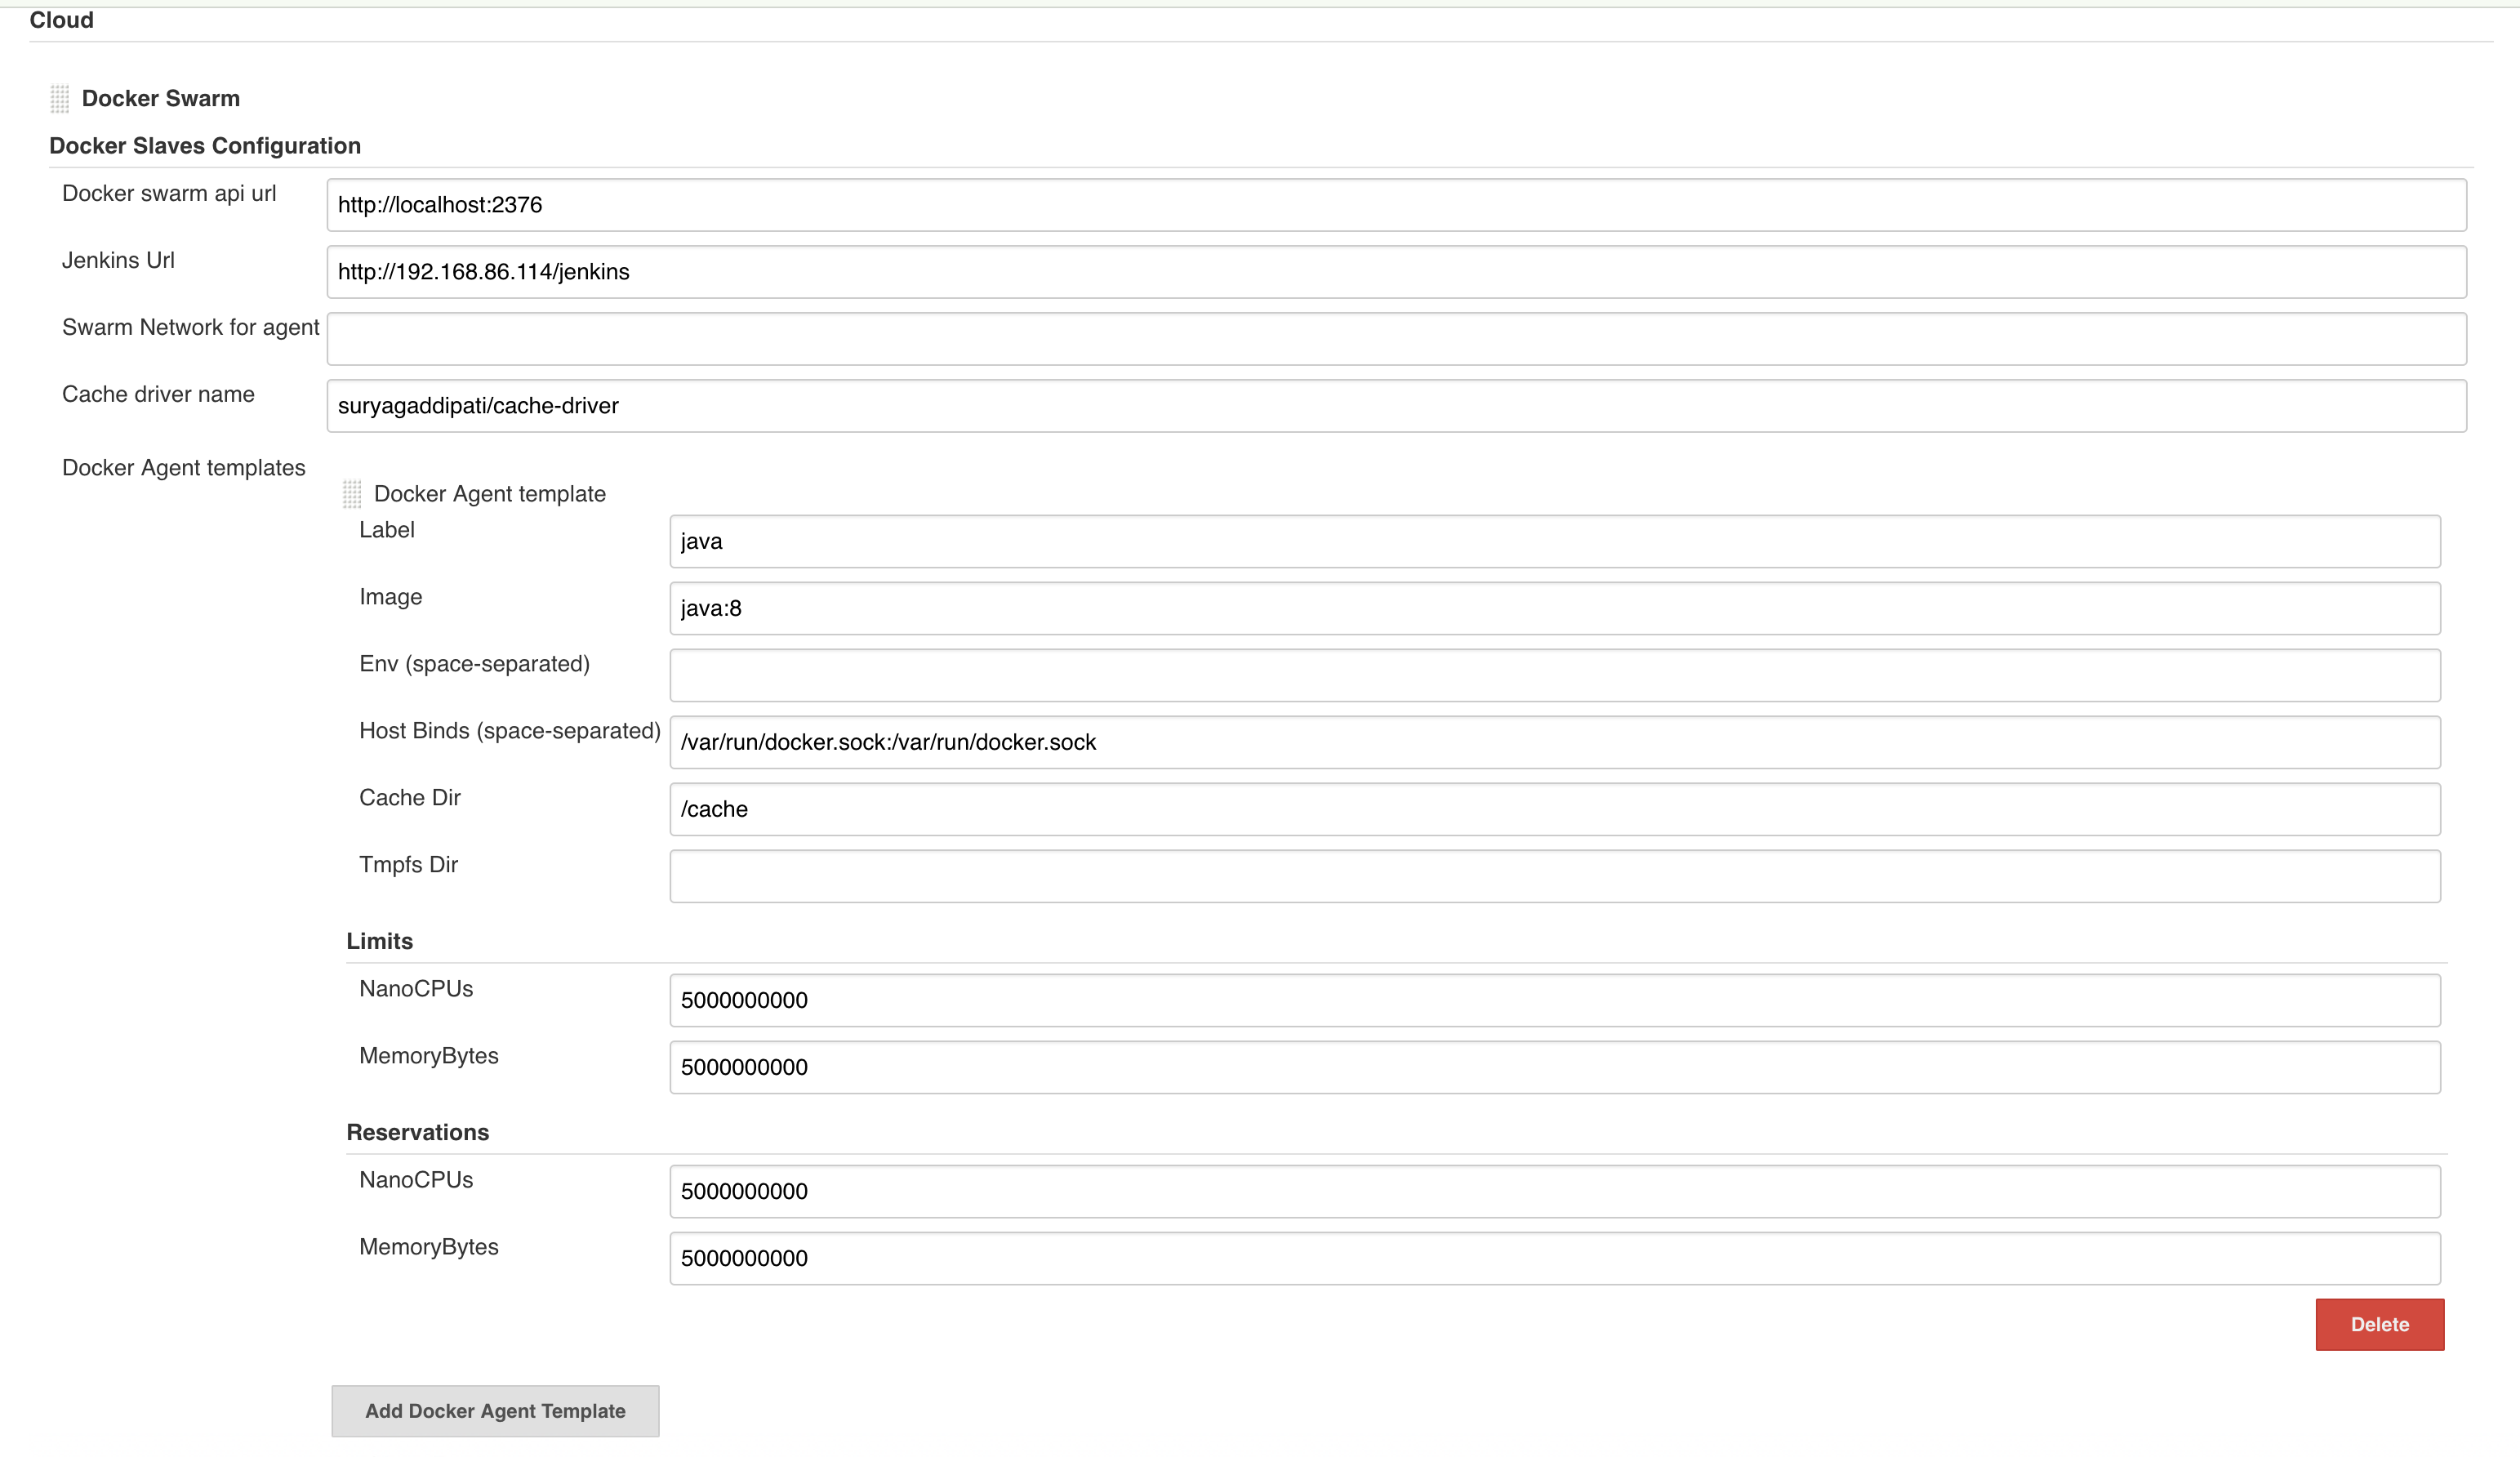 Cloud
Docker Swarm
Docker Slaves Configuration
Docker swarm api url http://localhost:2376
Jenkins Url http://192.168.86.114/jenkins
Swarm Network for agent
Cache driver name suryagaddipati/cache-driver
Docker Agent templates
Docker Agent template
Label java
Image java:8
Env (space-separated)
Host Binds (space-separated) /var/run/docker.sock:/var/run/docker.sock
Cache Dir /cache
Tmpfs Dir
Limits
NanoCPUs 5000000000
MemoryBytes 5000000000
Reservations
NanoCPUs 5000000000
MemoryBytes 5000000000
Delete
Add Docker Agent Template